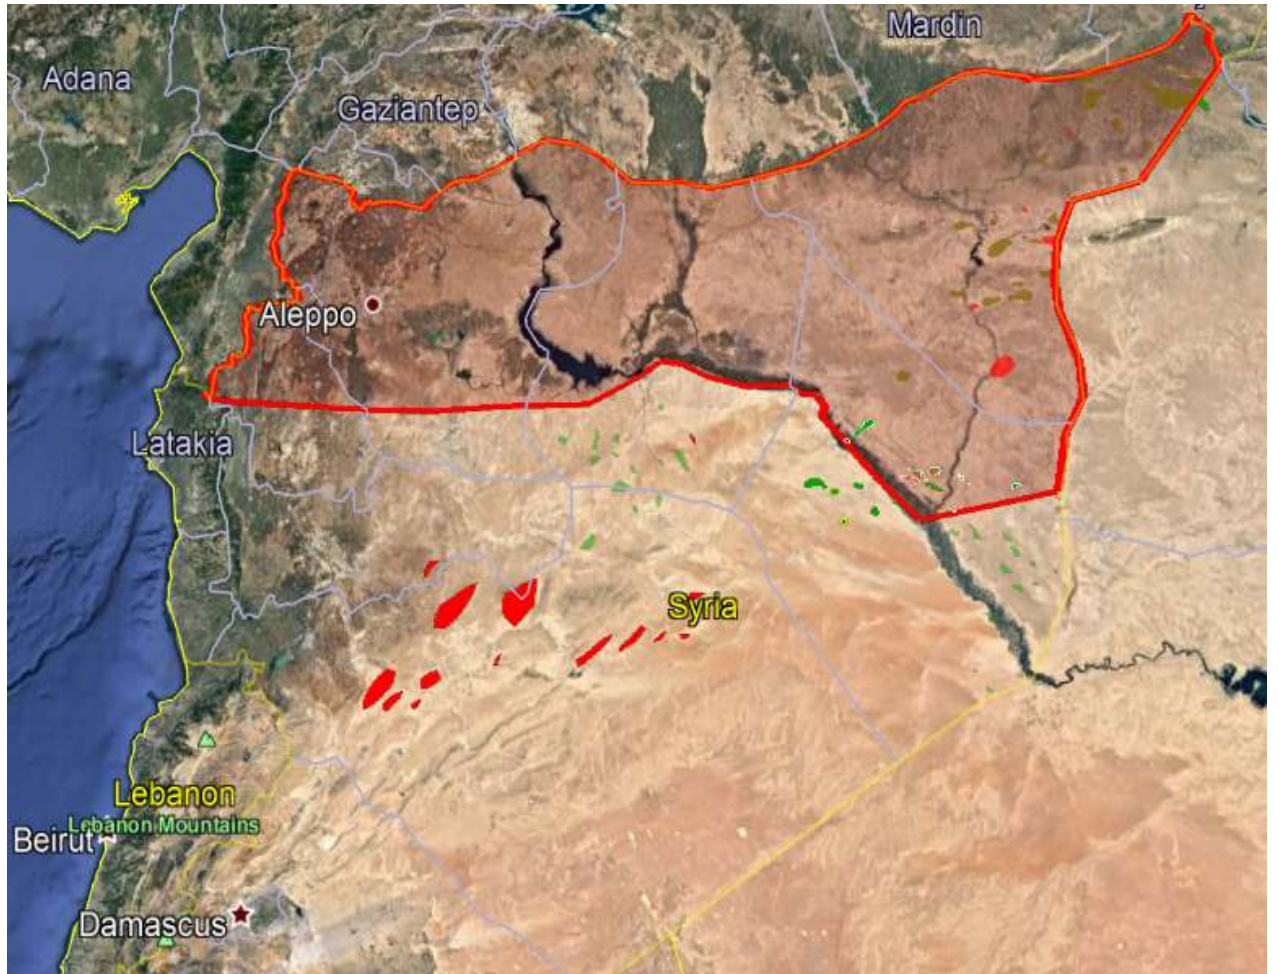 Mardin
Adana
Gaziantep
Aleppo
Latakia
Syria
Lebanon
Lebanon Mountains
Beirut
Damascus